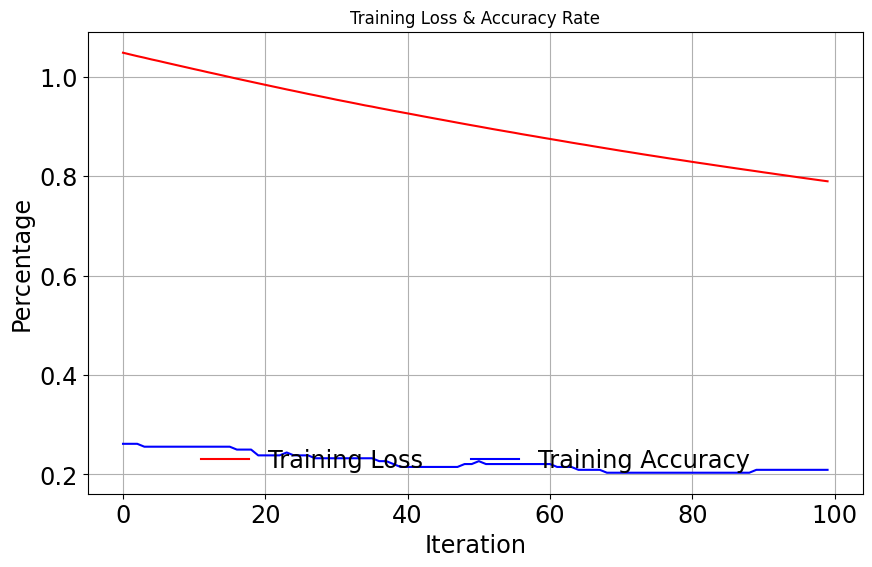 Training Loss & Accuracy Rate
Percentage
1.0
0.8
0.6
0.4
0.2
Training Loss Training Accuracy
0 20 40 60 80 100
Iteration